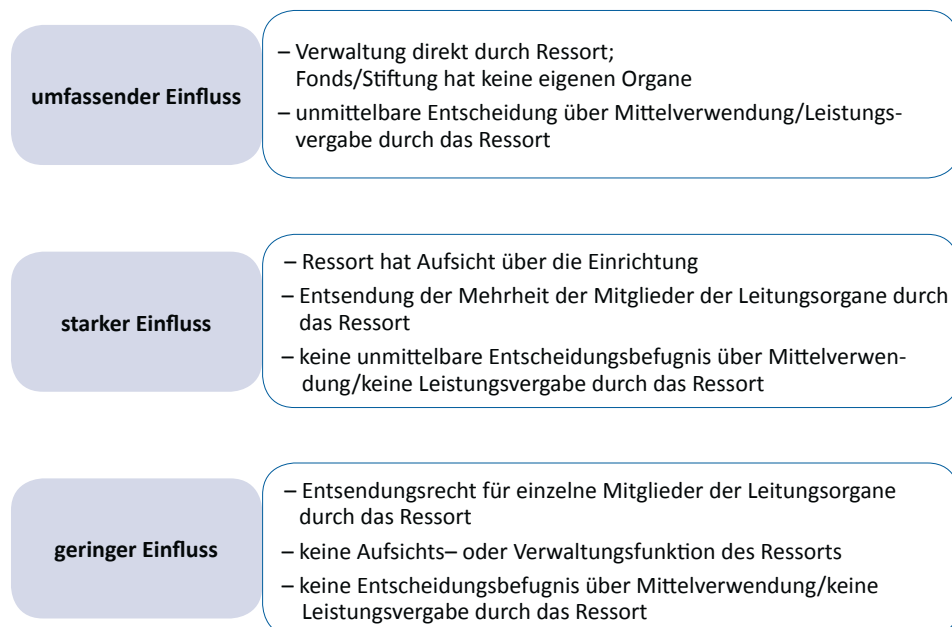 umfassender Einfluss
– Verwaltung direkt durch Ressort;
Fonds/Stiftung hat keine eigenen Organe
– unmittelbare Entscheidung über Mittelverwendung/Leistungs-
vergabe durch das Ressort
starker Einfluss
– Ressort hat Aufsicht über die Einrichtung
– Entsendung der Mehrheit der Mitglieder der Leitungsorgane durch
das Ressort
– keine unmittelbare Entscheidungsbefugnis über Mittelverwen-
dung/keine Leistungsvergabe durch das Ressort
geringer Einfluss
– Entsendungsrecht für einzelne Mitglieder der Leitungsorgane
durch das Ressort
– keine Aufsichts– oder Verwaltungsfunktion des Ressorts
– keine Entscheidungsbefugnis über Mittelverwendung/keine
Leistungsvergabe durch das Ressort